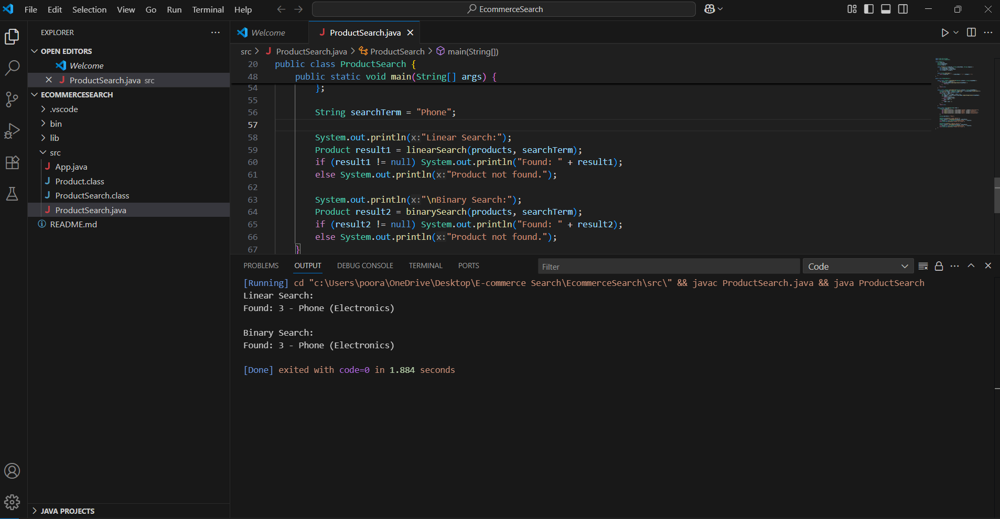 File Edit Selection View Go Run Terminal Help
EcommerceSearch
EXPLORER
OPEN EDITORS
Welcome
ProductSearch.java src
ECOMMERCESEARCH
.vscode
bin
lib
src
App.java
Product.class
ProductSearch.class
ProductSearch.java
README.md
JAVA PROJECTS
Welcome
ProductSearch.java
src > ProductSearch.java > ProductSearch > main(String[])
20 public class ProductSearch {
48 public static void main(String[] args) {
54 };
55
56 String searchTerm = "Phone";
57
58 System.out.println(x:"Linear Search:");
59 Product result1 = linearSearch(products, searchTerm);
60 if (result1 != null) System.out.println("Found: " + result1);
61 else System.out.println(x:"Product not found.");
62
63 System.out.println(x:"\nBinary Search:");
64 Product result2 = binarySearch(products, searchTerm);
65 if (result2 != null) System.out.println("Found: " + result2);
66 else System.out.println(x:"Product not found.");
67 }
PROBLEMS OUTPUT DEBUG CONSOLE TERMINAL PORTS
Filter
Code
[Running] cd "c:\Users\poora\OneDrive\Desktop\E-commerce Search\EcommerceSearch\src\" && javac ProductSearch.java && java ProductSearch
Linear Search:
Found: 3 - Phone (Electronics)
Binary Search:
Found: 3 - Phone (Electronics)
[Done] exited with code=0 in 1.884 seconds